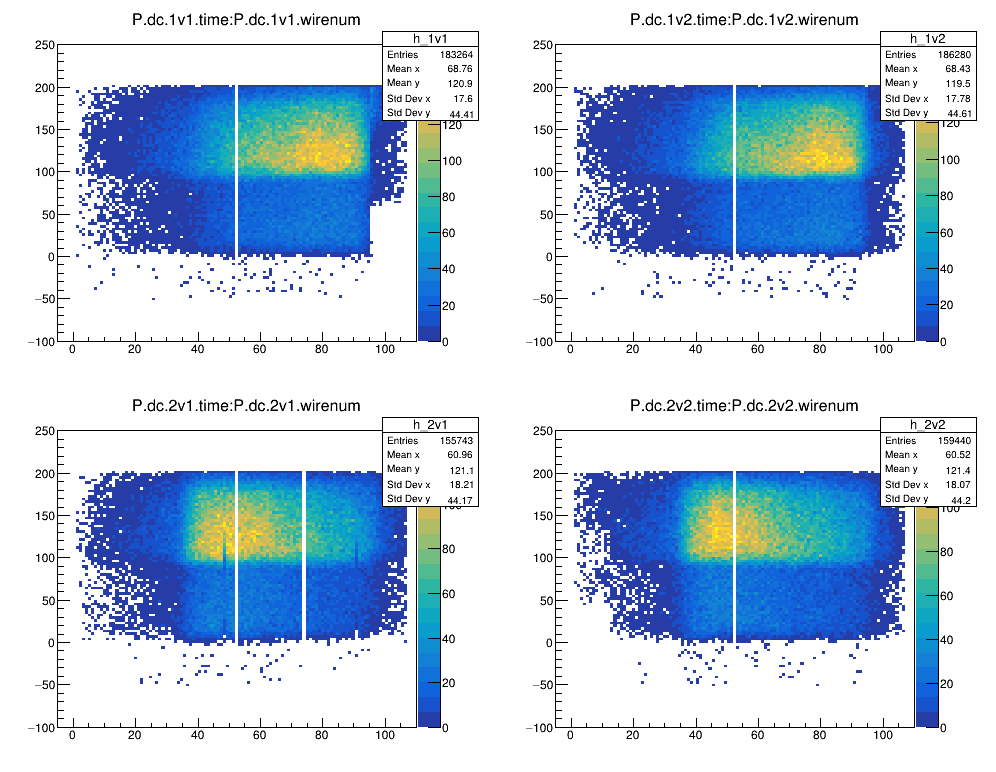 P.dc.1v1.time:P.dc.1v1.wirenum
h_1v1
Entries 183264
Mean x 68.76
Mean y 120.9
Std Dev x 17.6
Std Dev y 44.41
250
200
150
100
50
0
−50
−100
0 20 40 60 80 100
120
100
80
60
40
20
0
P.dc.1v2.time:P.dc.1v2.wirenum
h_1v2
Entries 186280
Mean x 68.43
Mean y 119.5
Std Dev x 17.78
Std Dev y 44.61
250
200
150
100
50
0
−50
−100
0 20 40 60 80 100
120
100
80
60
40
20
0
P.dc.2v1.time:P.dc.2v1.wirenum
h_2v1
Entries 155743
Mean x 60.96
Mean y 121.1
Std Dev x 18.21
Std Dev y 44.17
250
200
150
100
50
0
−50
−100
0 20 40 60 80 100
100
80
60
40
20
0
P.dc.2v2.time:P.dc.2v2.wirenum
h_2v2
Entries 159440
Mean x 60.52
Mean y 121.4
Std Dev x 18.07
Std Dev y 44.2
250
200
150
100
50
0
−50
−100
0 20 40 60 80 100
100
80
60
40
20
0